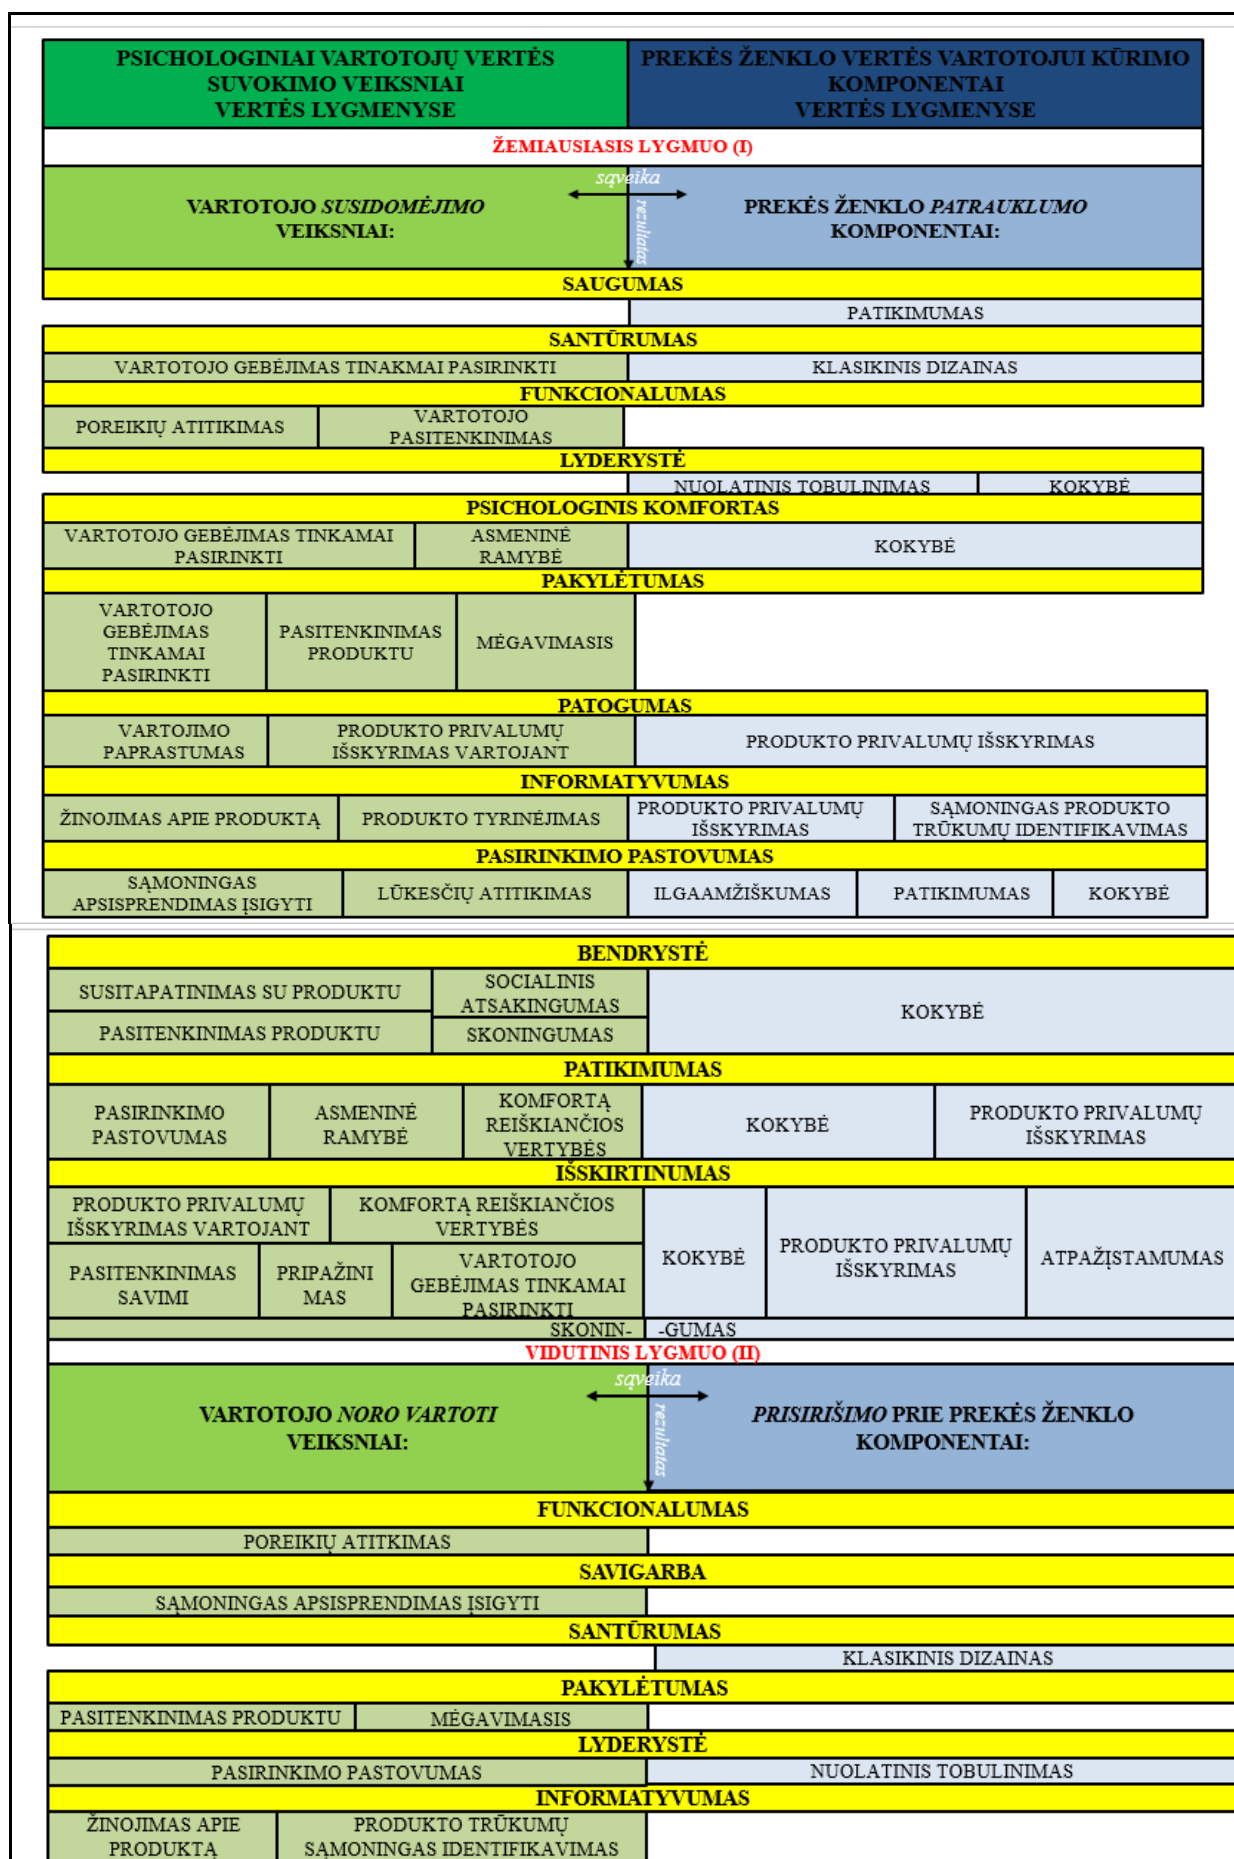 PSICHOLOGINIAI VARTOTOJŲ VERTĖS
SUVOKIMO VEIKSNIAI
VERTĖS LYGMENYSE
PREKĖS ŽENKLO VERTĖS VARTOTOJUI KŪRIMO
KOMPONENTAI
VERTĖS LYGMENYSE
ŽEMIAUSIASIS LYGMUO (I)
sąveika
rezultatas
VARTOTOJO SUSIDOMĖJIMO
VEIKSNIAI:
PREKĖS ŽENKLO PATRAUKLUMO
KOMPONENTAI:
SAUGUMAS
PATIKIMUMAS
SANTŪRUMAS
VARTOTOJO GEBĖJIMAS TINAKMAI PASIRINKTI
KLASIKINIS DIZAINAS
FUNKCIONALUMAS
POREIKIŲ ATITIKIMAS
VARTOTOJO
PASITENKINIMAS
LYDERYSTĖ
NUOLATINIS TOBULINIMAS
KOKYBĖ
PSICHOLOGINIS KOMFORTAS
VARTOTOJO GEBĖJIMAS TINKAMAI
PASIRINKTI
ASMENINĖ
RAMYBĖ
KOKYBĖ
PAKYLĖTUMAS
VARTOTOJO
GEBĖJIMAS
TINKAMAI
PASIRINKTI
PASITENKINIMAS
PRODUKTU
MĖGAVIMASIS
PATOGUMAS
VARTOJIMO
PAPRASTUMAS
PRODUKTO PRIVALUMŲ
IŠSKYRIMAS VARTOJANT
PRODUKTO PRIVALUMŲ IŠSKYRIMAS
INFORMATYVUMAS
ŽINOJIMAS APIE PRODUKTĄ
PRODUKTO TYRINĖJIMAS
PRODUKTO PRIVALUMŲ
IŠSKYRIMAS
SĄMONINGAS PRODUKTO
TRŪKUMŲ IDENTIFIKAVIMAS
PASIRINKIMO PASTOVUMAS
SĄMONINGAS
APSISPRENDIMAS ĮSIGYTI
LŪKESČIŲ ATITIKIMAS
ILGAAMŽIŠKUMAS
PATIKIMUMAS
KOKYBĖ
BENDRYSTĖ
SUSITAPATINIMAS SU PRODUKTU
SOCIALINIS
ATSAKINGUMAS
PASITENKINIMAS PRODUKTU
SKONINGUMAS
KOKYBĖ
PATIKIMUMAS
PASIRINKIMO
PASTOVUMAS
ASMENINĖ
RAMYBĖ
KOMFORTĄ
REIŠKIANČIOS
VERTYBĖS
KOKYBĖ
PRODUKTO PRIVALUMŲ
IŠSKYRIMAS
IŠSKIRTINUMAS
PRODUKTO PRIVALUMŲ
IŠSKYRIMAS VARTOJANT
KOMFORTĄ REIŠKIANČIOS
VERTYBĖS
PASITENKINIMAS
SAVIMI
PRIPAŽINI
MAS
VARTOTOJO
GEBĖJIMAS TINKAMAI
PASIRINKTI
KOKYBĖ
PRODUKTO PRIVALUMŲ
IŠSKYRIMAS
ATPAŽĮSTAMUMAS
SKONIN- -GUMAS
VIDUTINIS LYGMUO (II)
sąveika
rezultatas
VARTOTOJO NORO VARTOTI
VEIKSNIAI:
PRISIRIŠIMO PRIE PREKĖS ŽENKLO
KOMPONENTAI:
FUNKCIONALUMAS
POREIKIŲ ATITKIMAS
SAVIGARBA
SĄMONINGAS APSISPRENDIMAS ĮSIGYTI
SANTŪRUMAS
KLASIKINIS DIZAINAS
PAKYLĖTUMAS
PASITENKINIMAS PRODUKTU
MĖGAVIMASIS
LYDERYSTĖ
PASIRINKIMO PASTOVUMAS
NUOLATINIS TOBULINIMAS
INFORMATYVUMAS
ŽINOJIMAS APIE
PRODUKTĄ
PRODUKTO TRŪKUMŲ
SĄMONINGAS IDENTIFIKAVIMAS